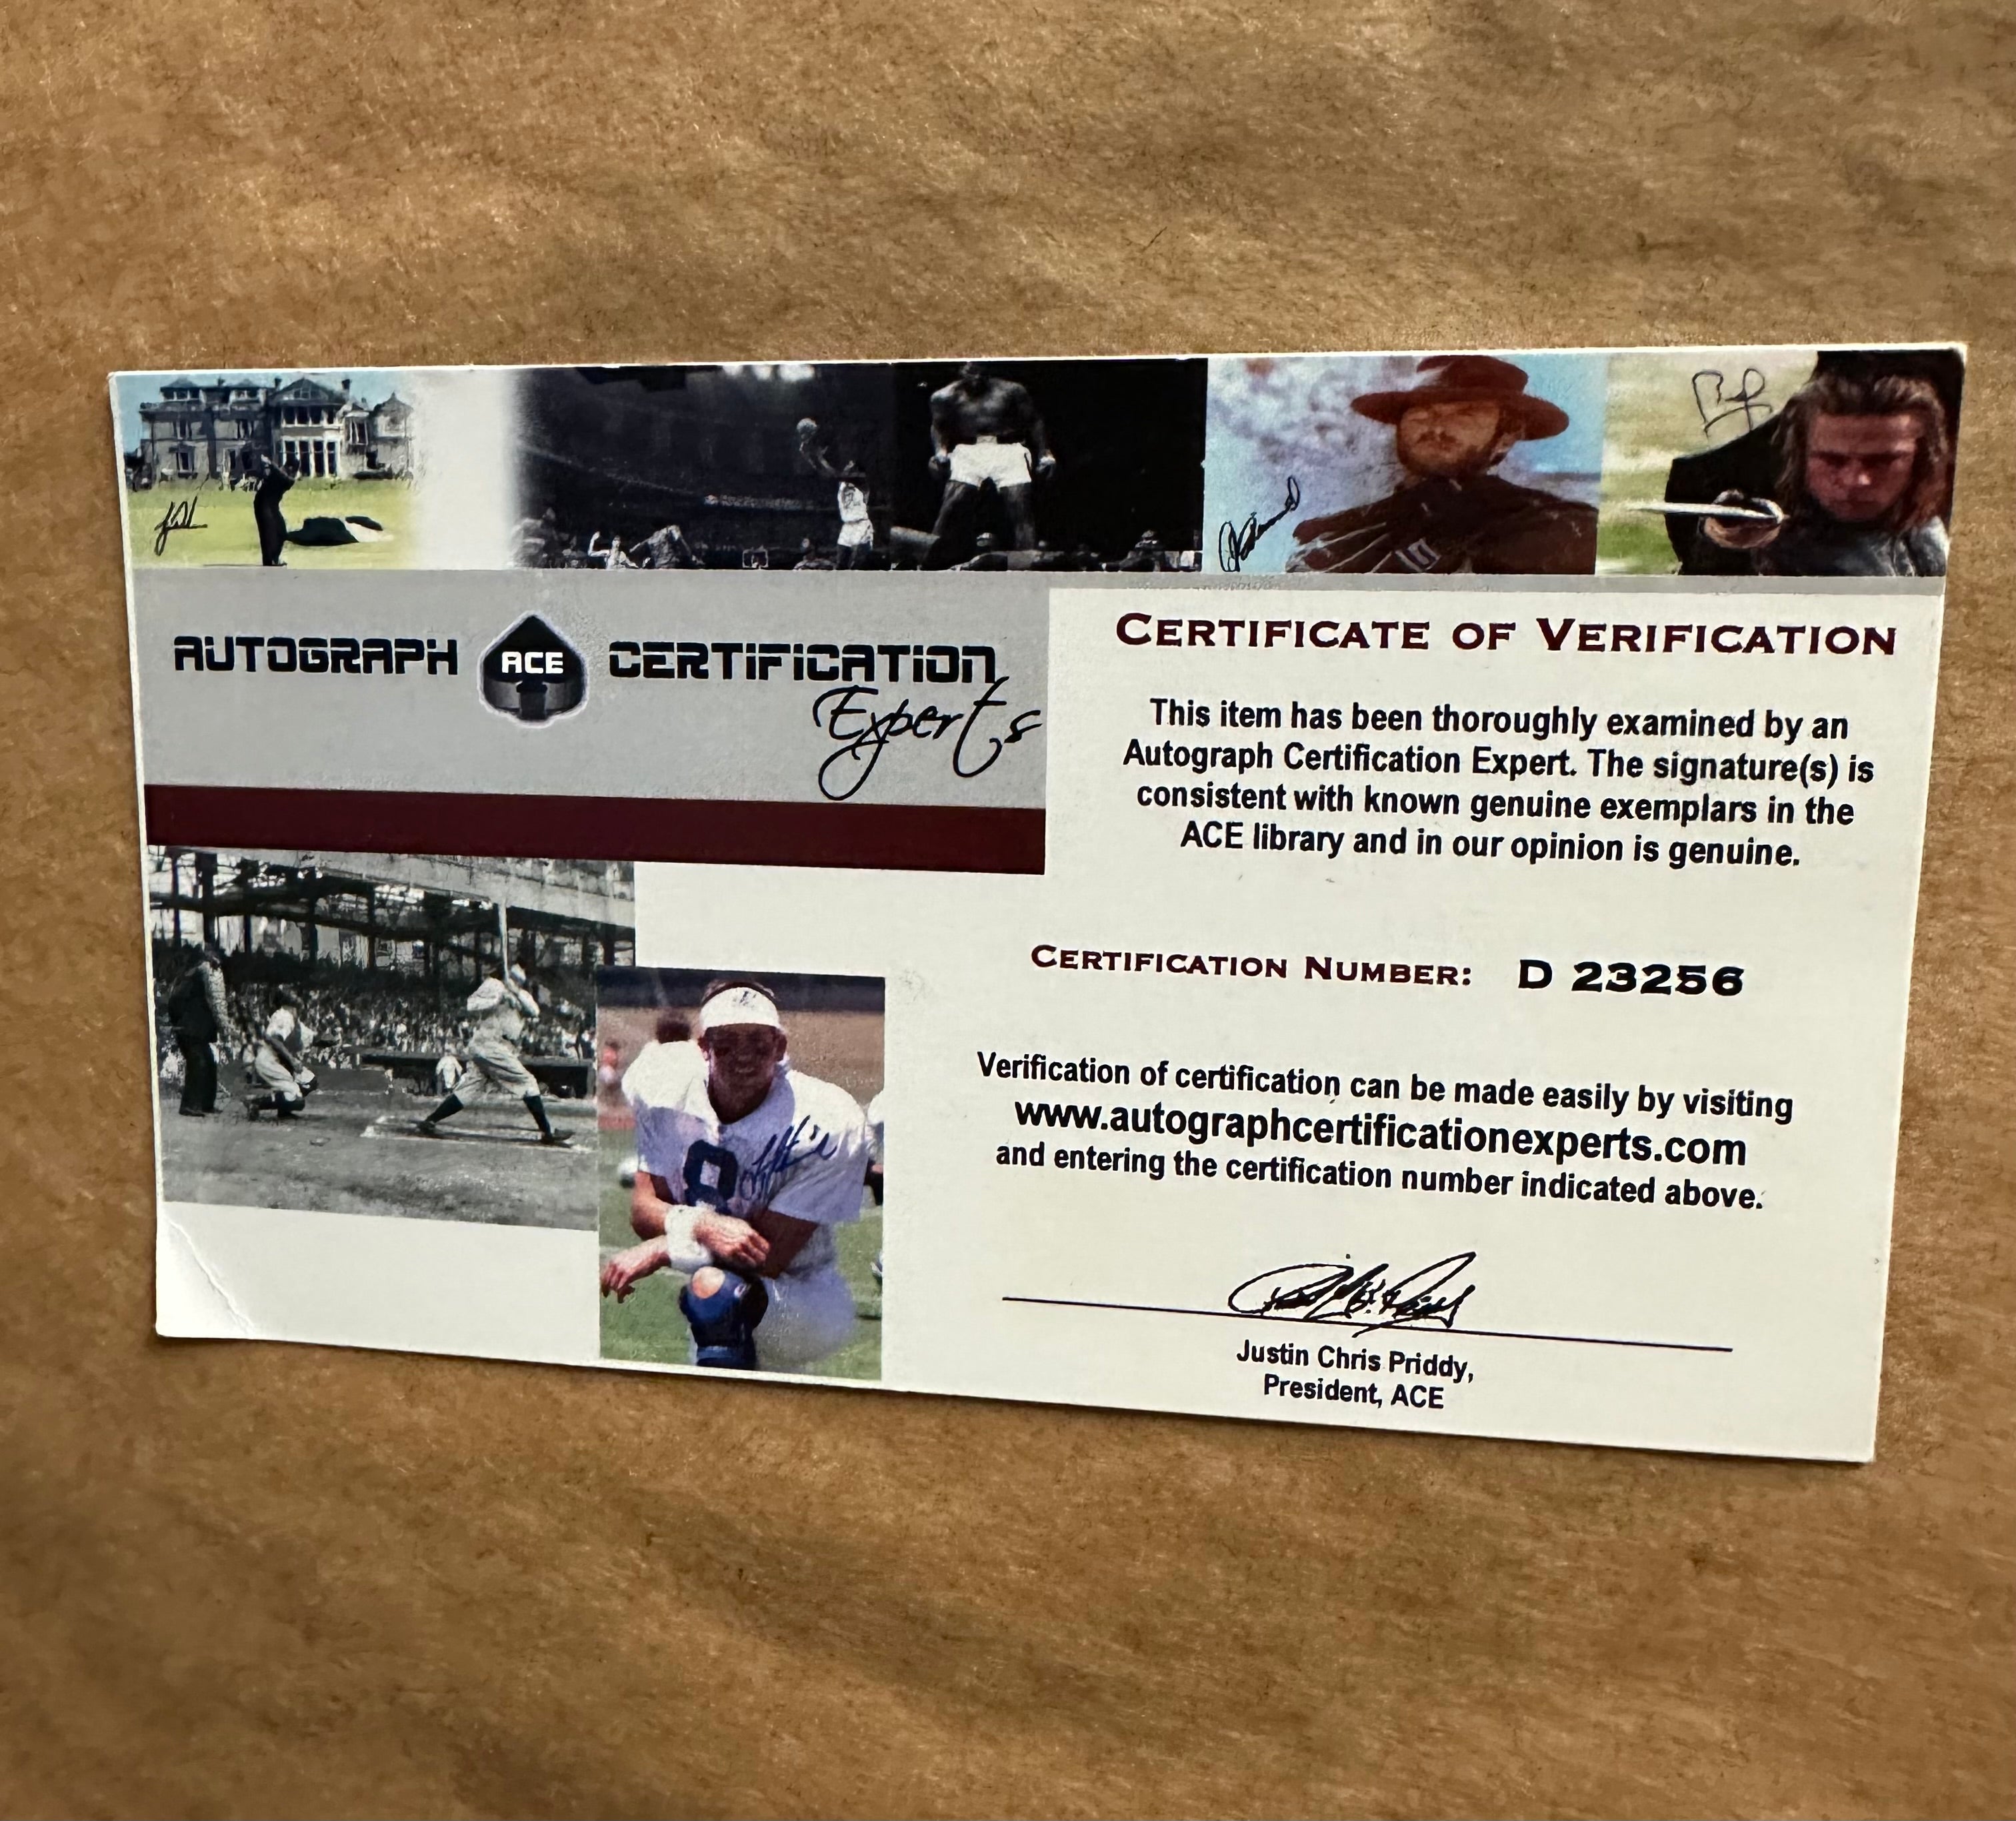 AUTOGRAPH ACE CERTIFICATION
Experts
CERTIFICATE OF VERIFICATION
This item has been thoroughly examined by an
Autograph Certification Expert. The signature(s) is
consistent with known genuine exemplars in the
ACE library and in our opinion is genuine.
CERTIFICATION NUMBER: D 23256
Verification of certification can be made easily by visiting
www.autographcertificationexperts.com
and entering the certification number indicated above.
8
Justin Chris Priddy,
President, ACE